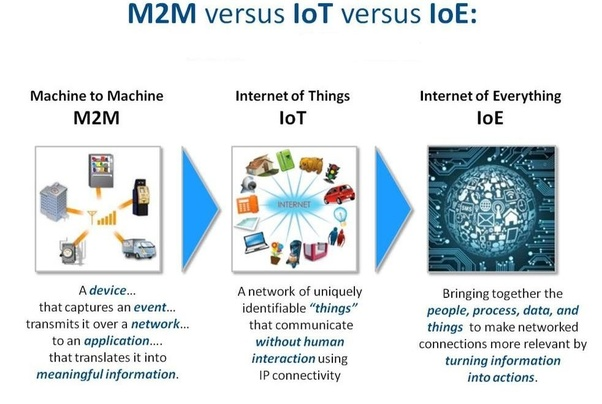 M2M versus IoT versus IoE:
Machine to Machine
M2M
Internet of Things
IoT
Internet of Everything
IoE
INTERNET
A device...
that captures an event...
transmits it over a network...
to an application....
that translates it into
meaningful information.
A network of uniquely
identifiable “things”
that communicate
without human
interaction using
IP connectivity
Bringing together the
people, process, data, and
things to make networked
connections more relevant by
turning information
into actions.